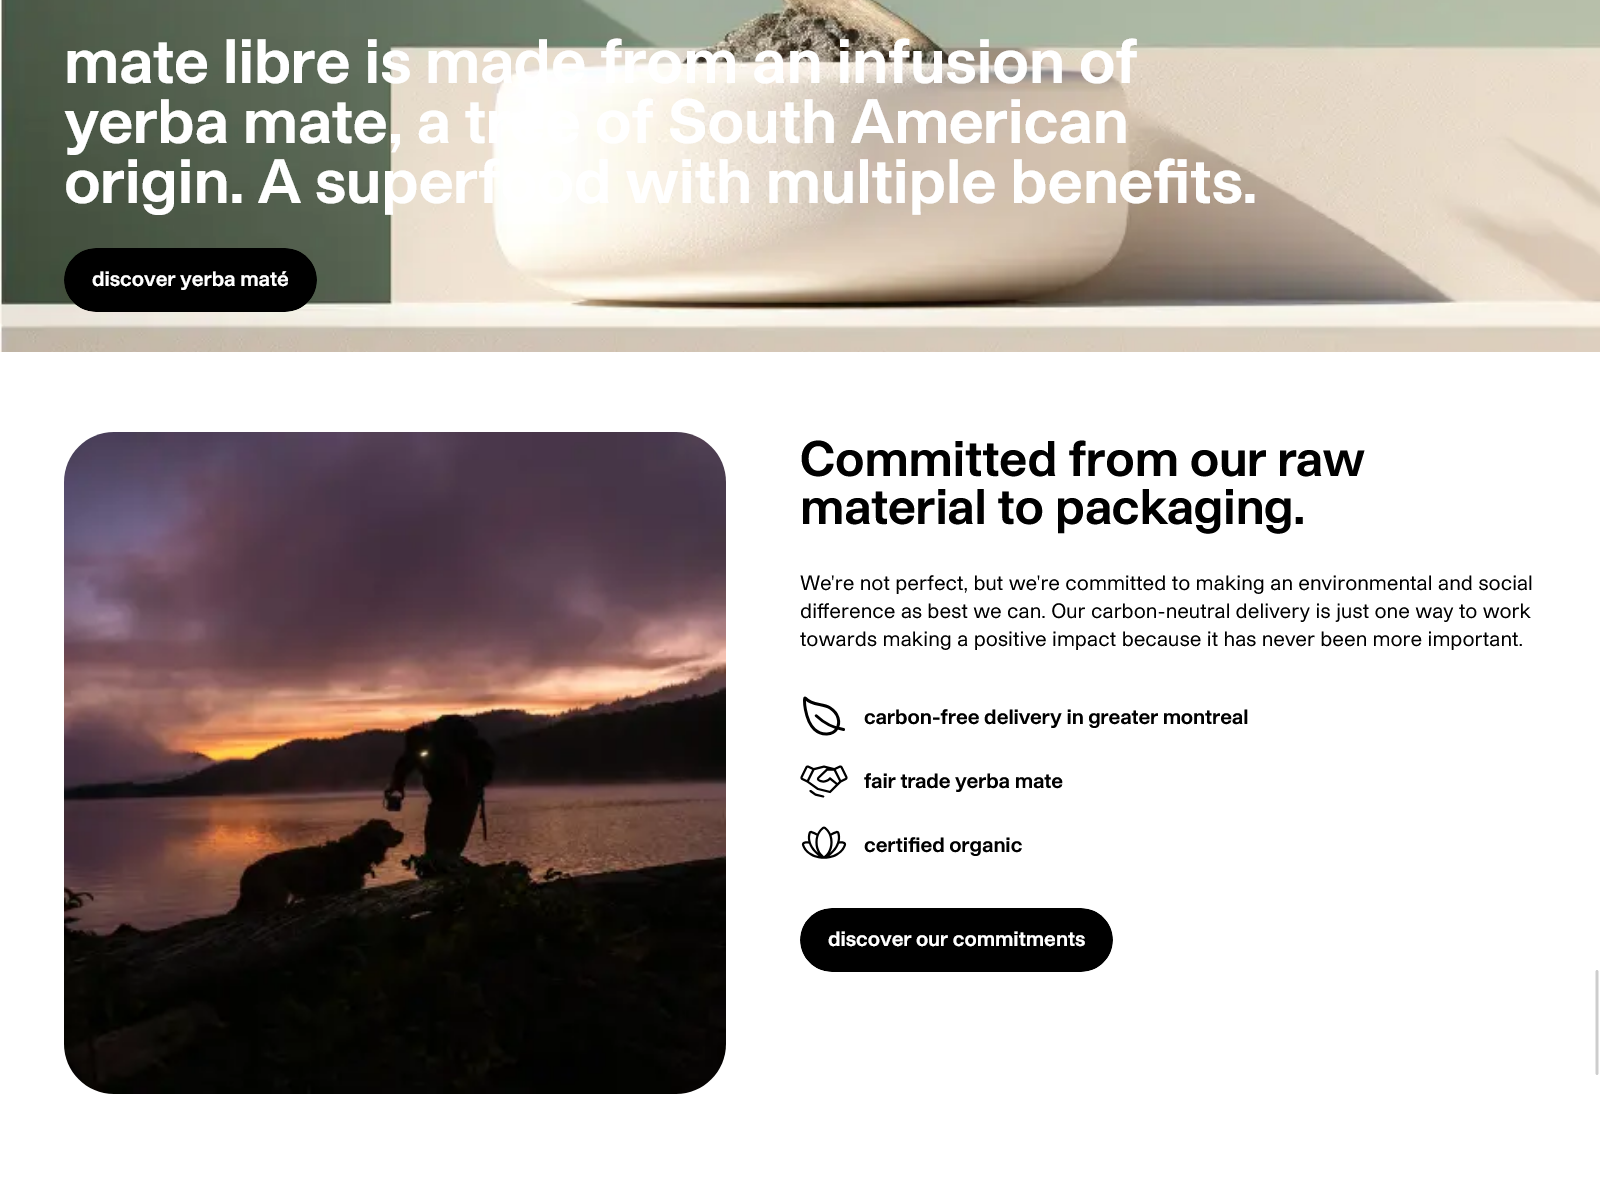 mate libre is made from an infusion of
yerba mate, a tree of South American
origin. A superfood with multiple benefits.
discover yerba maté
Committed from our raw
material to packaging.
We're not perfect, but we're committed to making an environmental and social
difference as best we can. Our carbon-neutral delivery is just one way to work
towards making a positive impact because it has never been more important.
carbon-free delivery in greater montreal
fair trade yerba mate
certified organic
discover our commitments